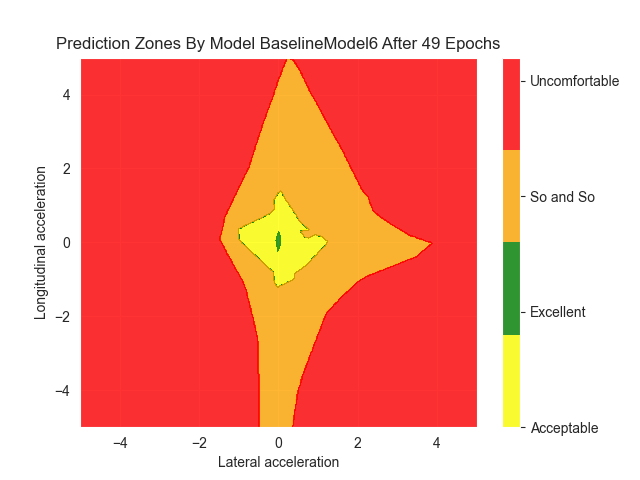 Prediction Zones By Model BaselineModel6 After 49 Epochs
Longitudinal acceleration
4
2
0
−2
−4
−4
−2
0
2
4
Lateral acceleration
Uncomfortable
So and So
Excellent
Acceptable